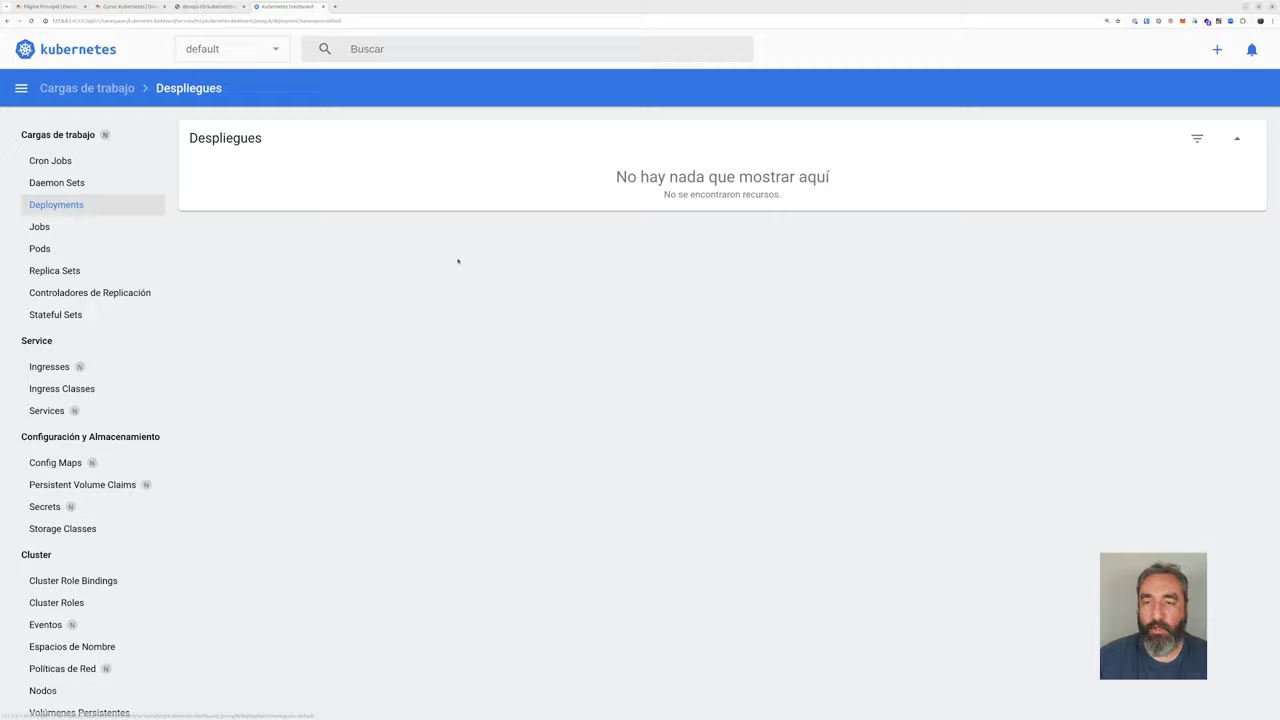 Kubernetes Dashboard
kubernetes
default
Buscar
Cargas de trabajo
Despliegues
Cargas de trabajo N
Cron Jobs
Daemon Sets
Deployments
Jobs
Pods
Replica Sets
Controladores de Replicación
Stateful Sets
Service
Ingresses N
Ingress Classes
Services N
Configuración y Almacenamiento
Config Maps N
Persistent Volume Claims N
Secrets N
Storage Classes
Cluster
Cluster Role Bindings
Cluster Roles
Eventos N
Espacios de Nombre
Políticas de Red N
Nodos
Volúmenes Persistentes
Despliegues
No hay nada que mostrar aquí
No se encontraron recursos.